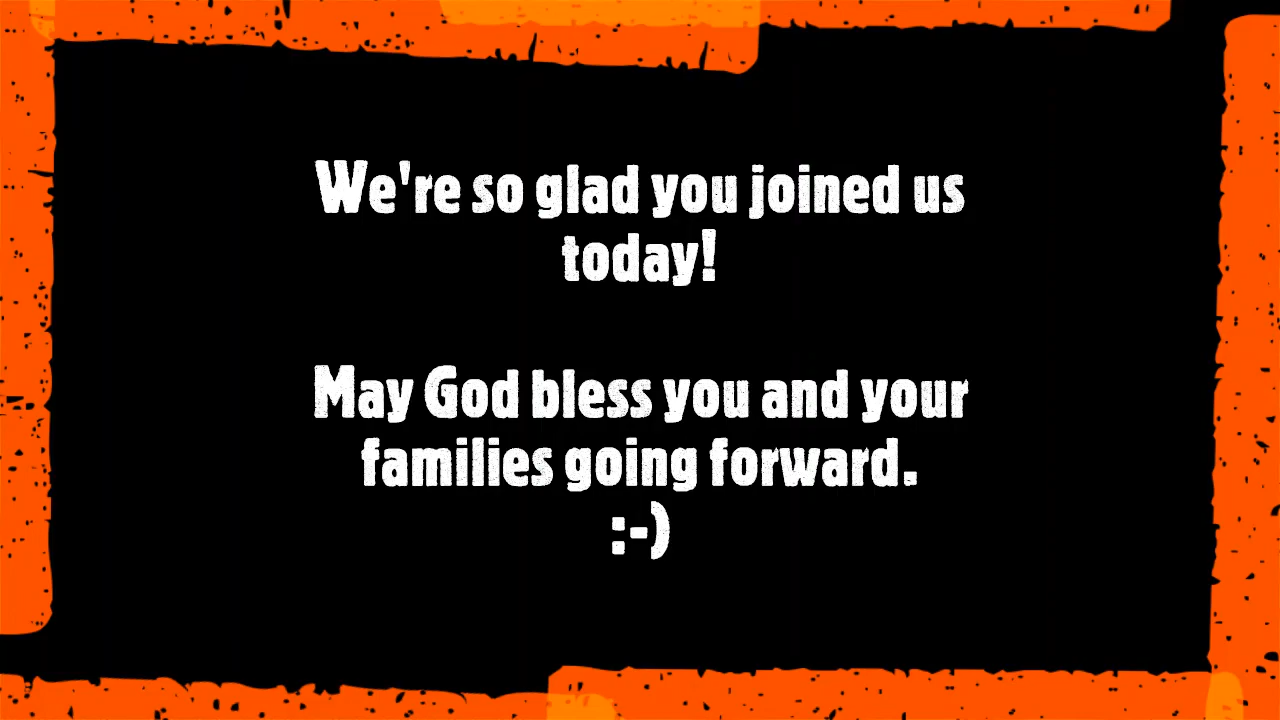 We're so glad you joined us
today!
May God bless you and your
families going forward.
:-)